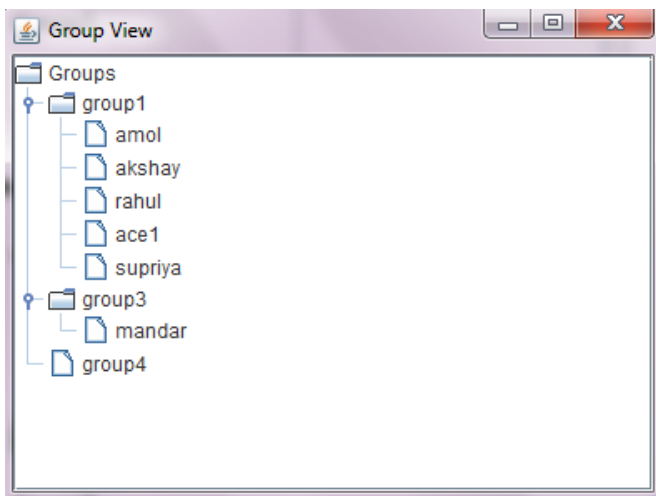 Group View
Groups
group1
amol
akshay
rahul
ace1
supriya
group3
mandar
group4